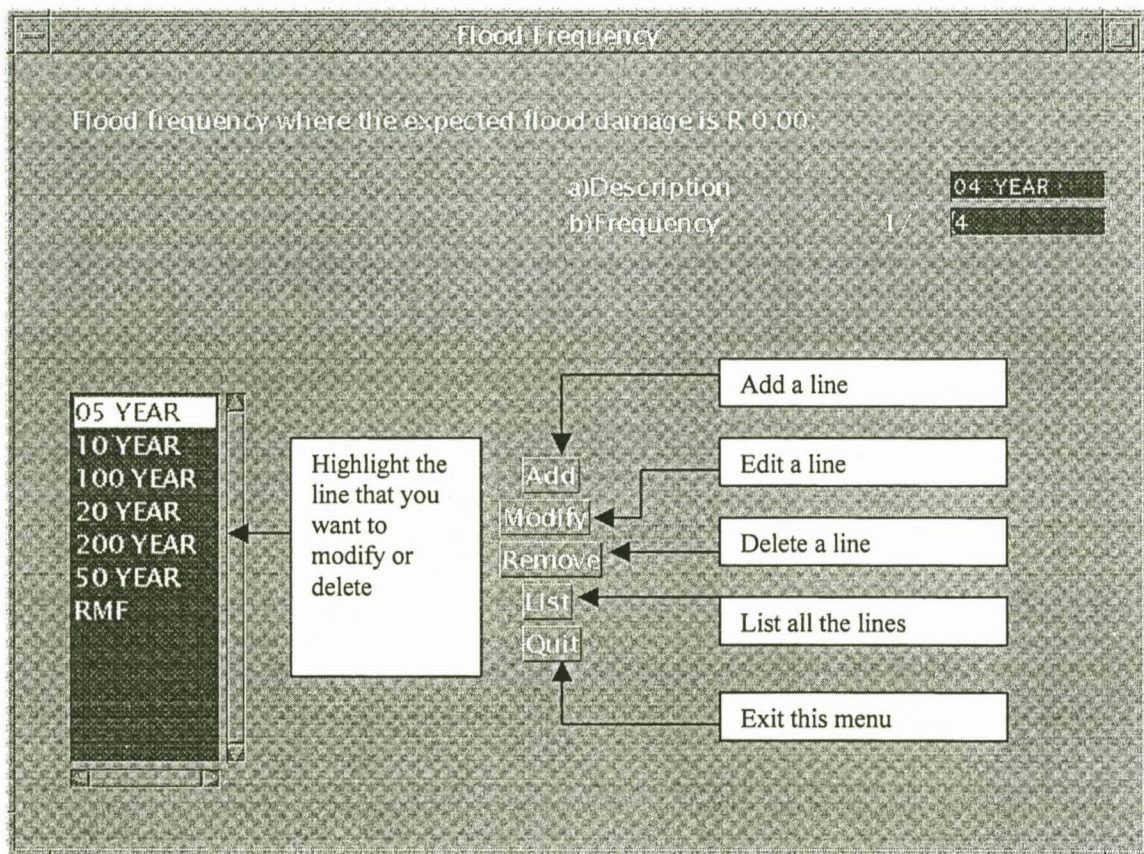 Flood Frequency
Flood frequency where the expected flood damage is R 0.00.
a)Description
04 YEAR
b)Frequency
1/
4
05 YEAR
10 YEAR
100 YEAR
20 YEAR
200 YEAR
50 YEAR
RMF
Highlight the
line that you
want to
modify or
delete
Add
Modify
Remove
List
Quit
Add a line
Edit a line
Delete a line
List all the lines
Exit this menu